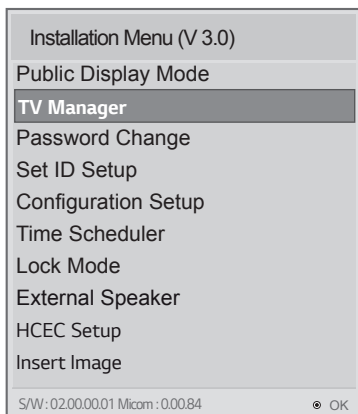 Installation Menu (V 3.0)
Public Display Mode
TV Manager
Password Change
Set ID Setup
Configuration Setup
Time Scheduler
Lock Mode
External Speaker
HCEC Setup
Insert Image
S/W : 02.00.00.01 Micom : 0.00.84 ◉ OK